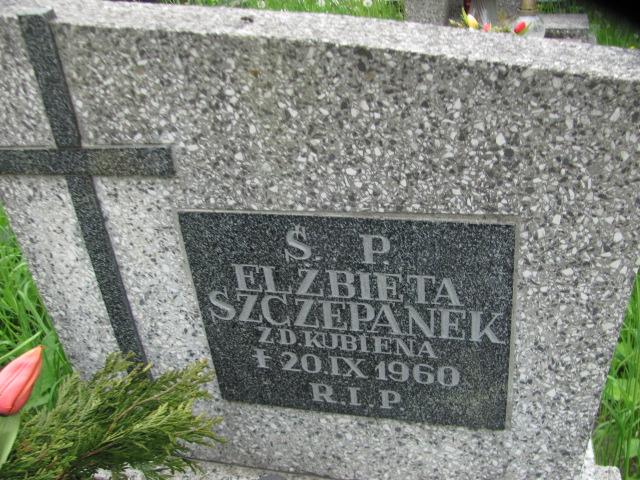 Ś. P.
ELŻBIETA
SZCZEPANEK
Z.D KUBIENA
† 20.IX 1960
R.I.P.